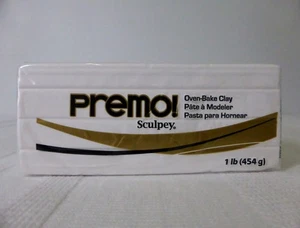 premo!
Sculpey®
Oven-Bake Clay
Pâte à Modeler
Pasta para Hornear
1 lb (454 g)